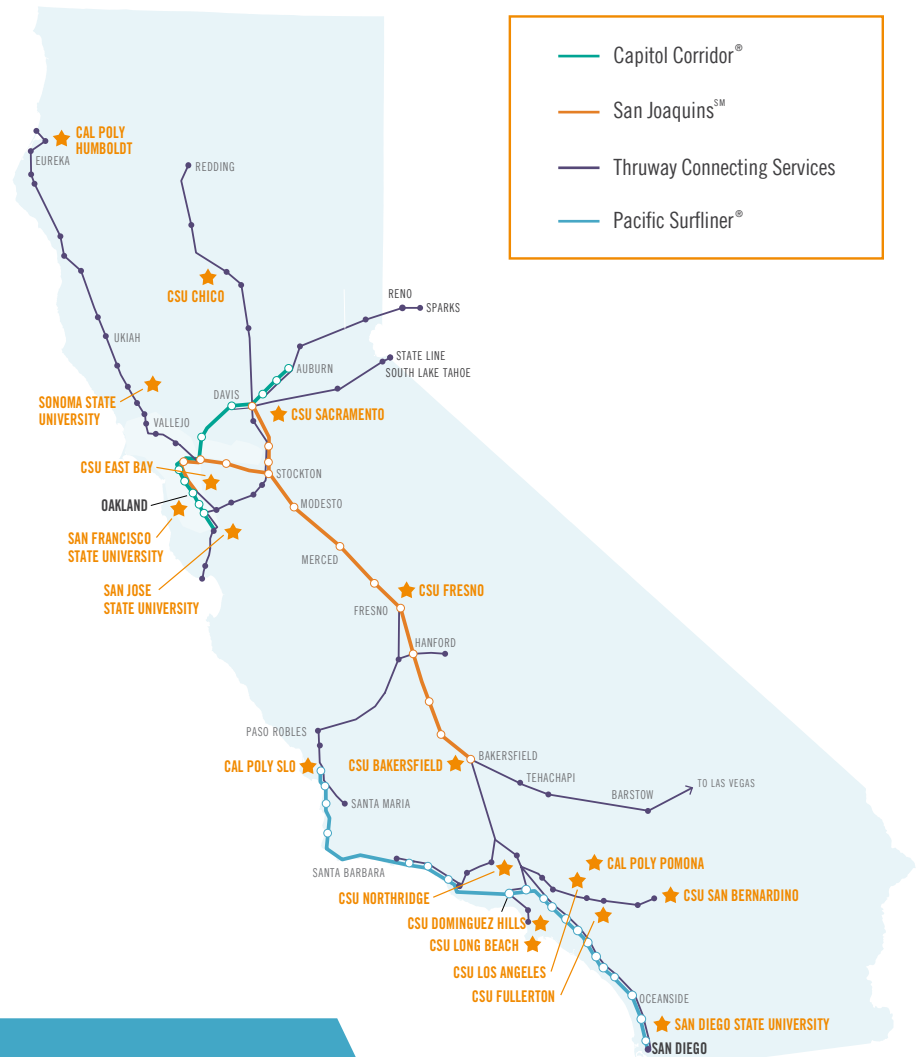 Capitol Corridor®
San Joaquins℠
Thruway Connecting Services
Pacific Surfliner®
CAL POLY
HUMBOLDT
EUREKA
REDDING
CSU CHICO
RENO
SPARKS
UKIAH
STATE LINE
SOUTH LAKE TAHOE
AUBURN
DAVIS
SONOMA STATE
UNIVERSITY
CSU SACRAMENTO
VALLEJO
CSU EAST BAY
STOCKTON
OAKLAND
MODESTO
SAN FRANCISCO
STATE UNIVERSITY
MERCED
SAN JOSE
STATE UNIVERSITY
CSU FRESNO
FRESNO
HANFORD
PASO ROBLES
CAL POLY SLO
CSU BAKERSFIELD
BAKERSFIELD
TEHACHAPI
TO LAS VEGAS
BARSTOW
SANTA MARIA
SANTA BARBARA
CAL POLY POMONA
CSU NORTHRIDGE
CSU SAN BERNARDINO
CSU DOMINGUEZ HILLS
CSU LONG BEACH
CSU LOS ANGELES
CSU FULLERTON
OCEANSIDE
SAN DIEGO STATE UNIVERSITY
SAN DIEGO